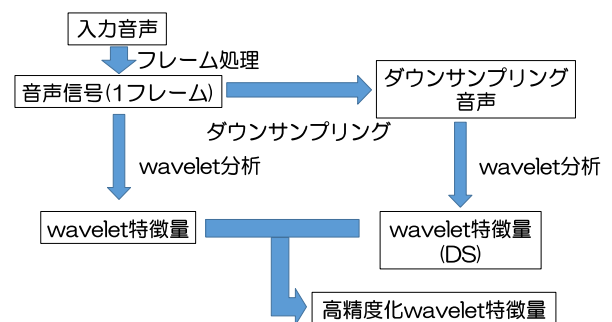 入力音声
フレーム処理
音声信号(1フレーム)
ダウンサンプリング
音声
ダウンサンプリング
wavelet分析
wavelet分析
wavelet特徴量
wavelet特徴量
(DS)
高精度化wavelet特徴量